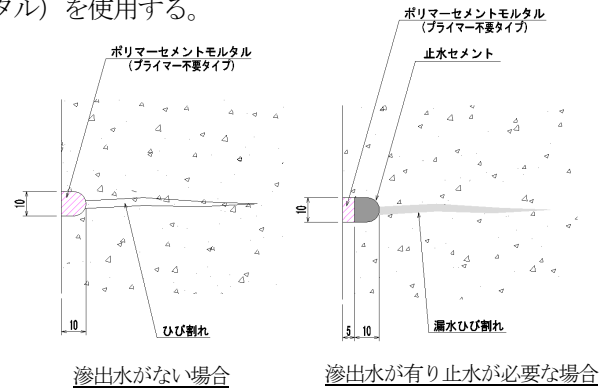 タル）を使用する。
ポリマーセメントモルタル
（プライマー不要タイプ）
10
10
ひび割れ
滲出水がない場合
ポリマーセメントモルタル
（プライマー不要タイプ）
止水セメント
10
5
10
漏水ひび割れ
滲出水が有り止水が必要な場合